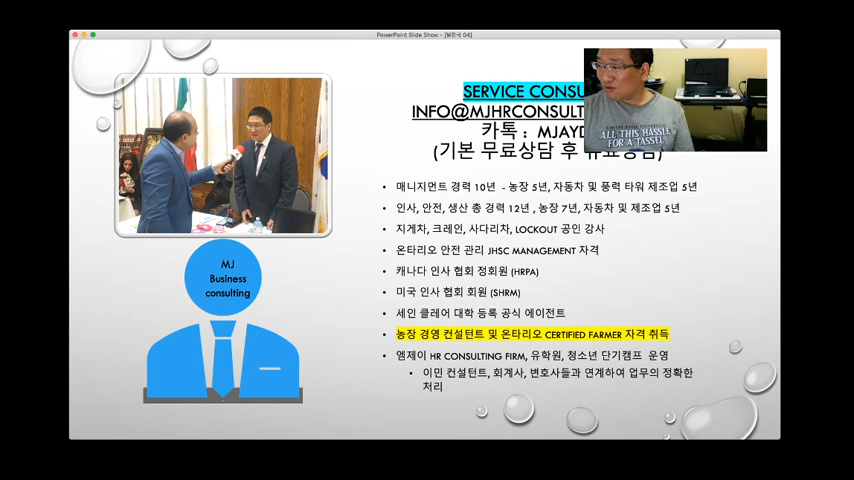 PowerPoint Slide Show - [탈한국 04]
SERVICE
INFO@MJHRCONSULT
카톡 : MJAYD
(기본 무료상담 후 유료상담)
ALL THIS HASSLE
FOR A TASSEL
• 매니지먼트 경력 10년 - 농장 5년, 자동차 및 풍력 타워 제조업 5년
• 인사, 안전, 생산 총 경력 12년 , 농장 7년, 자동차 및 제조업 5년
• 지게차, 크레인, 사다리차, LOCKOUT 공인 강사
• 온타리오 안전 관리 JHSC MANAGEMENT 자격
• 캐나다 인사 협회 정회원 (HRPA)
• 미국 인사 협회 회원 (SHRM)
• 세인 클레어 대학 등록 공식 에이전트
• 농장 경영 컨설턴트 및 온타리오 CERTIFIED FARMER 자격 취득
• 엠제이 HR CONSULTING FIRM, 유학원, 청소년 단기캠프 운영
• 이민 컨설턴트, 회계사, 변호사들과 연계하여 업무의 정확한
처리
MJ
Business
consulting